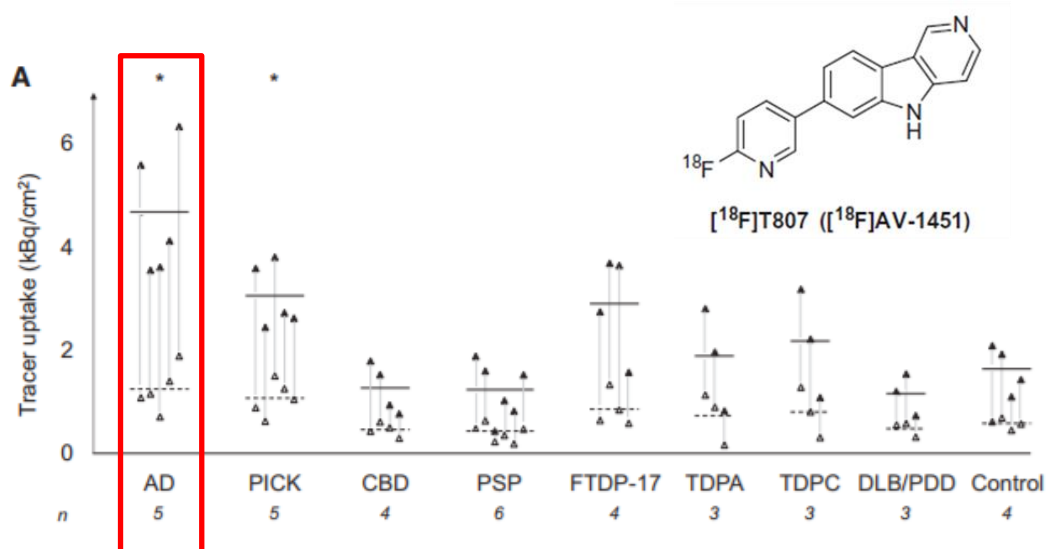 A
* *
N
N
H
18F
N
[18F]T807 ([18F]AV-1451)
Tracer uptake (kBq/cm2)
6
4
2
0
AD PICK CBD PSP FTDP-17 TDPA TDPC DLB/PDD Control
n 5 5 4 6 4 3 3 3 4